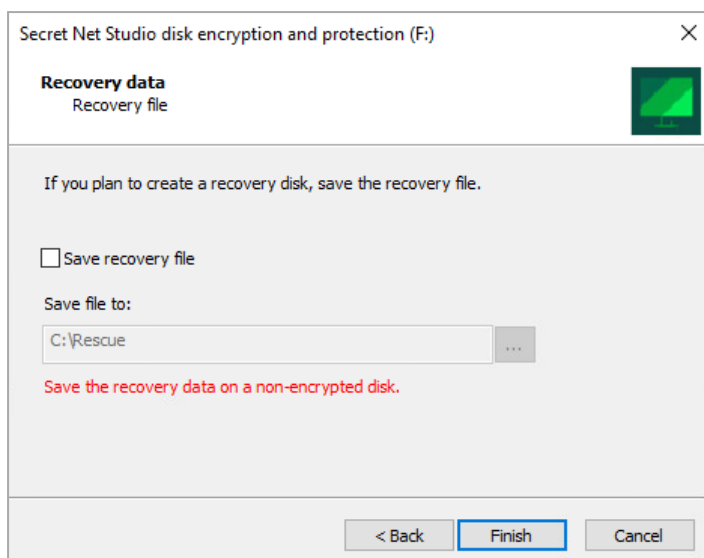 Secret Net Studio disk encryption and protection (F:)
Recovery data
Recovery file
If you plan to create a recovery disk, save the recovery file.
Save recovery file
Save file to:
C:\Rescue
...
Save the recovery data on a non-encrypted disk.
< Back Finish Cancel